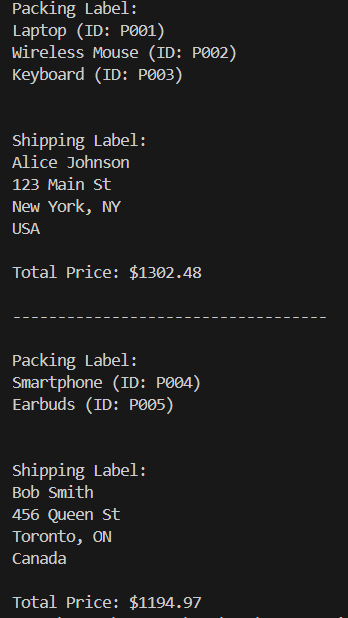 Packing Label:
Laptop (ID: P001)
Wireless Mouse (ID: P002)
Keyboard (ID: P003)
Shipping Label:
Alice Johnson
123 Main St
New York, NY
USA
Total Price: $1302.48
-----------------------------------
Packing Label:
Smartphone (ID: P004)
Earbuds (ID: P005)
Shipping Label:
Bob Smith
456 Queen St
Toronto, ON
Canada
Total Price: $1194.97